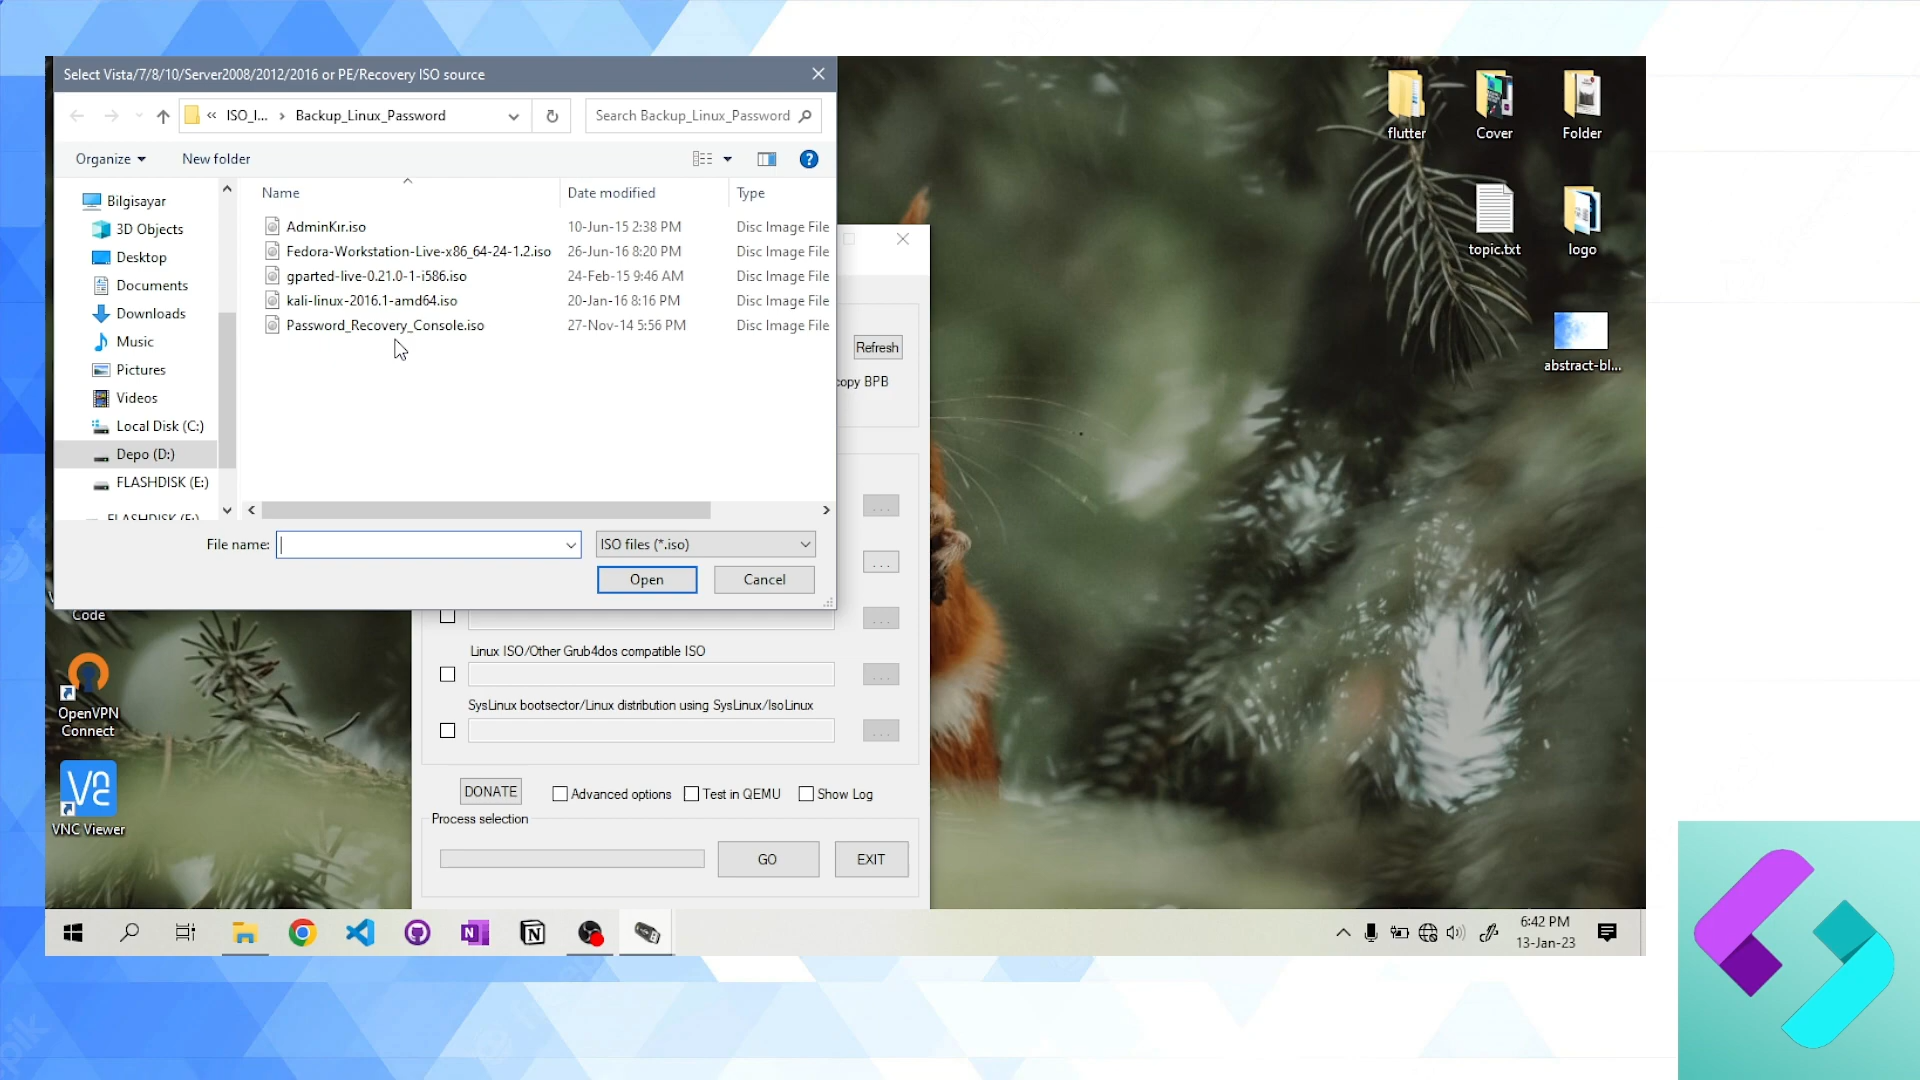 Select Vista/7/8/10/Server2008/2012/2016 or PE/Recovery ISO source
« ISO_I... › Backup_Linux_Password
Search Backup_Linux_Password
Organize
New folder
?
Name Date modified Type
Bilgisayar
3D Objects
Desktop
Documents
Downloads
Music
Pictures
Videos
Local Disk (C:)
Depo (D:)
FLASHDISK (E:)
FLASHDISK (E:)
AdminKır.iso 10-Jun-15 2:38 PM Disc Image File
Fedora-Workstation-Live-x86_64-24-1.2.iso 26-Jun-16 8:20 PM Disc Image File
gparted-live-0.21.0-1-i586.iso 24-Feb-15 9:46 AM Disc Image File
kali-linux-2016.1-amd64.iso 20-Jan-16 8:16 PM Disc Image File
Password_Recovery_Console.iso 27-Nov-14 5:56 PM Disc Image File
File name:
ISO files (*.iso)
Open
Cancel
Refresh
copy BPB
...
...
...
Linux ISO/Other Grub4dos compatible ISO
...
SysLinux bootsector/Linux distribution using SysLinux/IsoLinux
...
DONATE
Advanced options
Test in QEMU
Show Log
Process selection
GO
EXIT
flutter
Cover
Folder
topic.txt
logo
abstract-bl...
Code
OpenVPN
Connect
VNC Viewer
6:42 PM
13-Jan-23